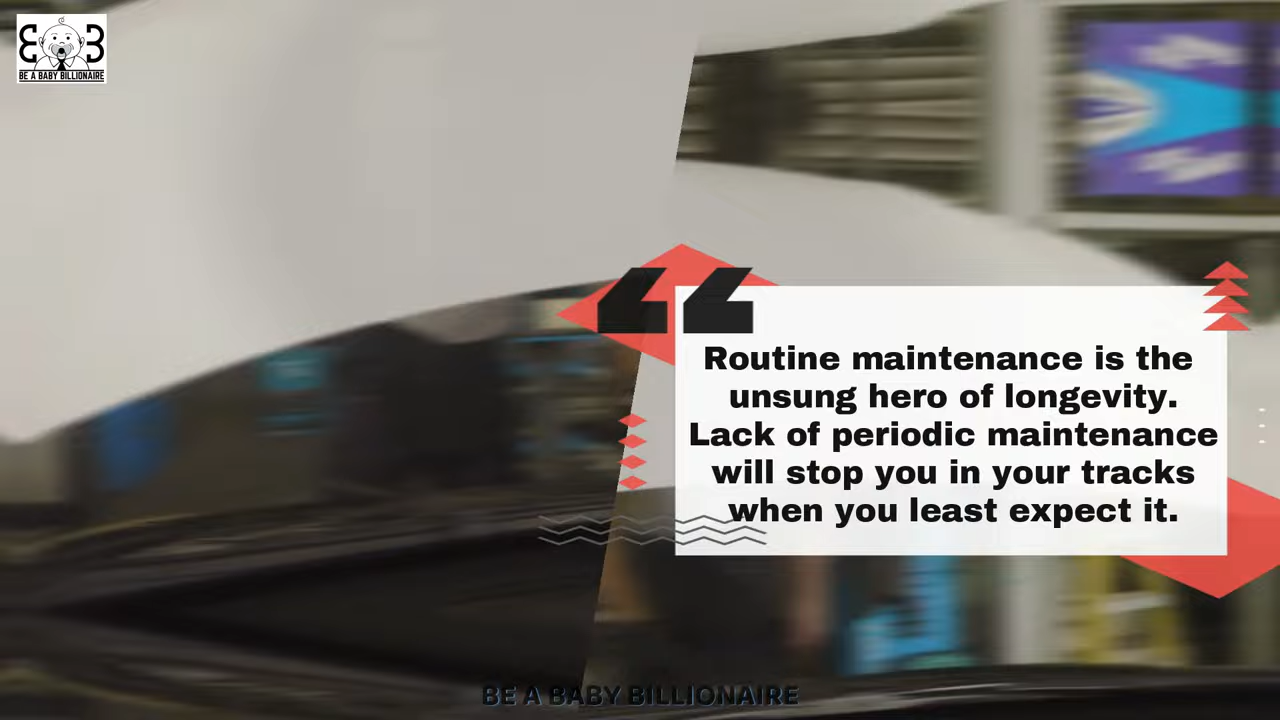 BE A BABY BILLIONAIRE
Routine maintenance is the
unsung hero of longevity.
Lack of periodic maintenance
will stop you in your tracks
when you least expect it.
BE A BABY BILLIONAIRE